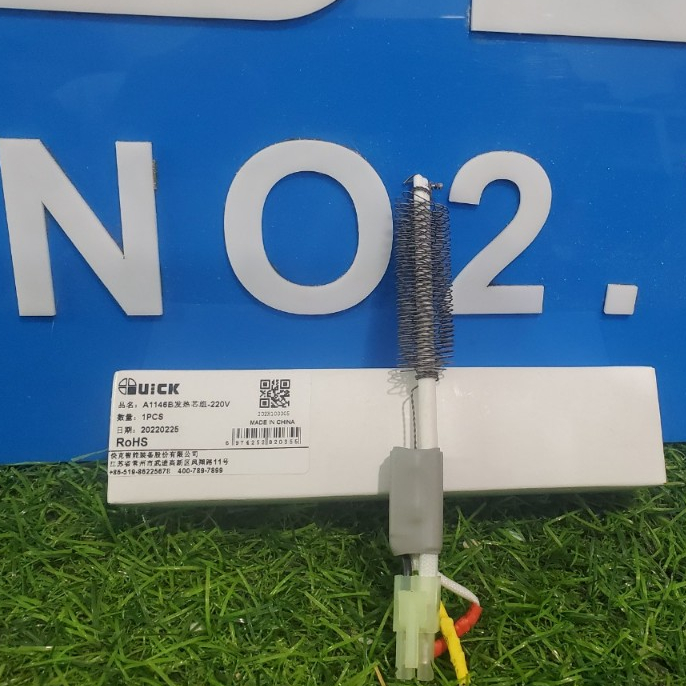 NO2.
QUICK
品名: A1146B发热芯组-220V
数量: 1PCS
日期: 20220225
RoHS
MADE IN CHINA
快克智能装备股份有限公司
江苏省常州市武进高新区凤翔路11号
400-789-7899